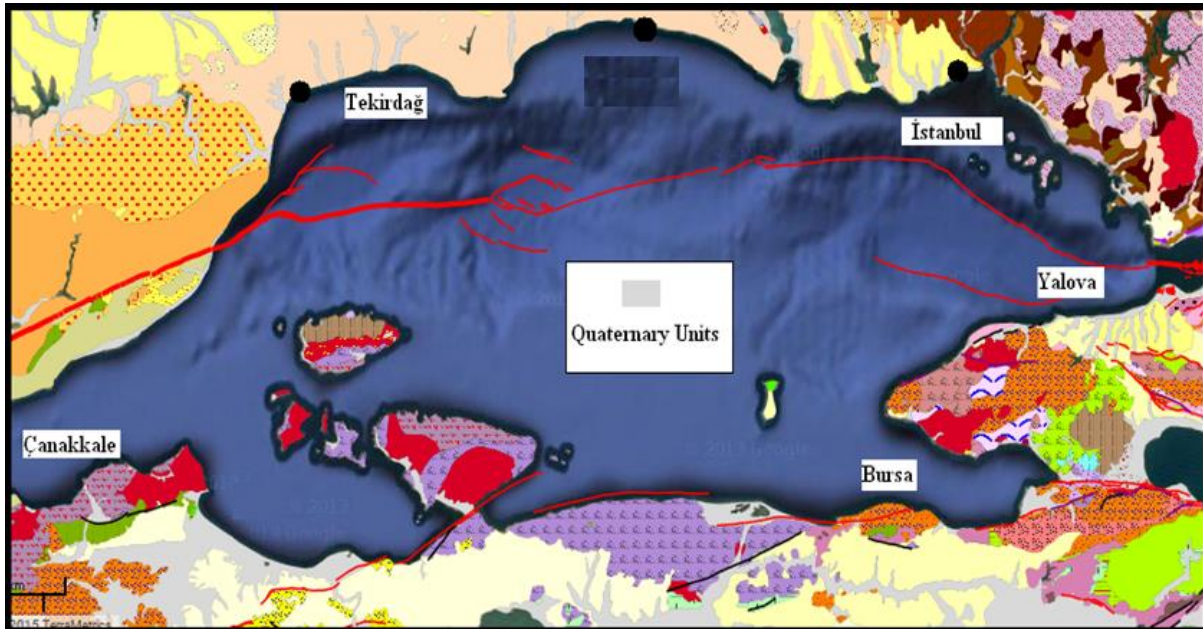 Tekirdağ
İstanbul
Yalova
Quaternary Units
Çanakkale
Bursa
2015 TerraMetrics